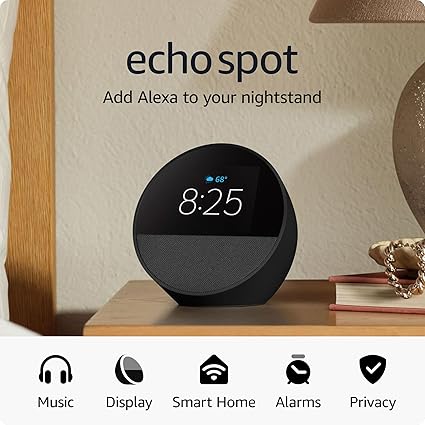 echo spot
Add Alexa to your nightstand
68°
8:25
Music Display Smart Home Alarms Privacy